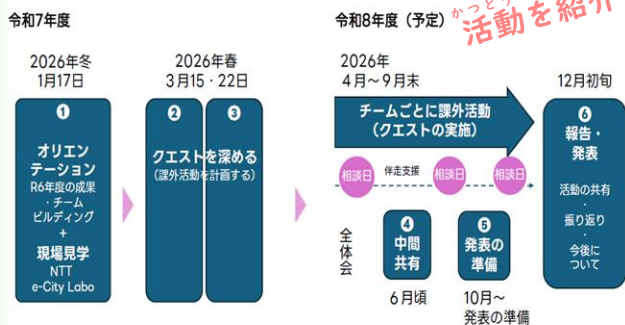 令和7年度
2026年冬
1月17日
❶
オリエン
テーション
R6年度の成果
・チーム
ビルディング
+
現場見学
NTT
e-City Labo
2026年春
3月15・22日
❷ ❸
クエストを深める
(課外活動を計画する)
令和8年度(予定)
かつどう
活動を紹介
2026年
4月～9月末
チームごとに課外活動
(クエストの実施)
相談日 伴走支援 相談日 相談日
全体会
❹
中間
共有
6月頃
❺
発表の
準備
10月～
発表の準備
12月初旬
❻
報告・
発表
活動の共有
・
振り返り
・
今後に
ついて